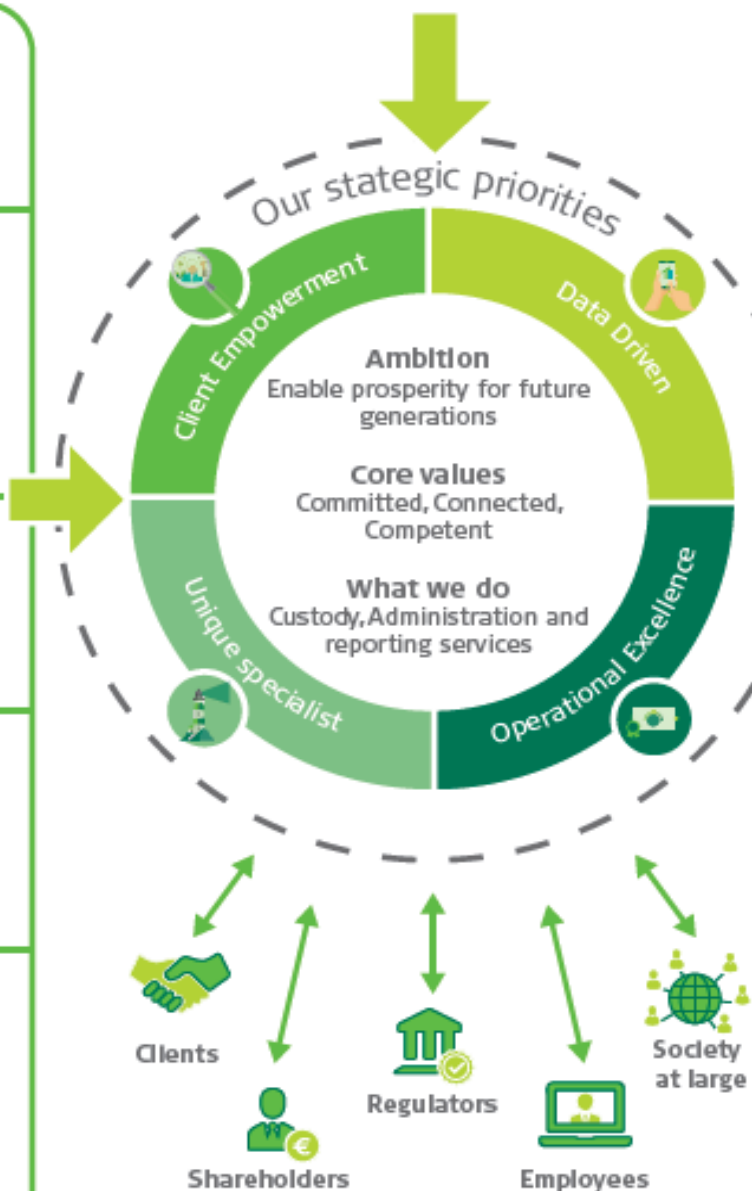 Our stategic priorities
Client Empowerment
Data Driven
Ambition
Enable prosperity for future
generations
Core values
Committed, Connected,
Competent
What we do
Custody, Administration and
reporting services
Unique specialist
Operational Excellence
Clients
Shareholders
Regulators
Employees
Society
at large